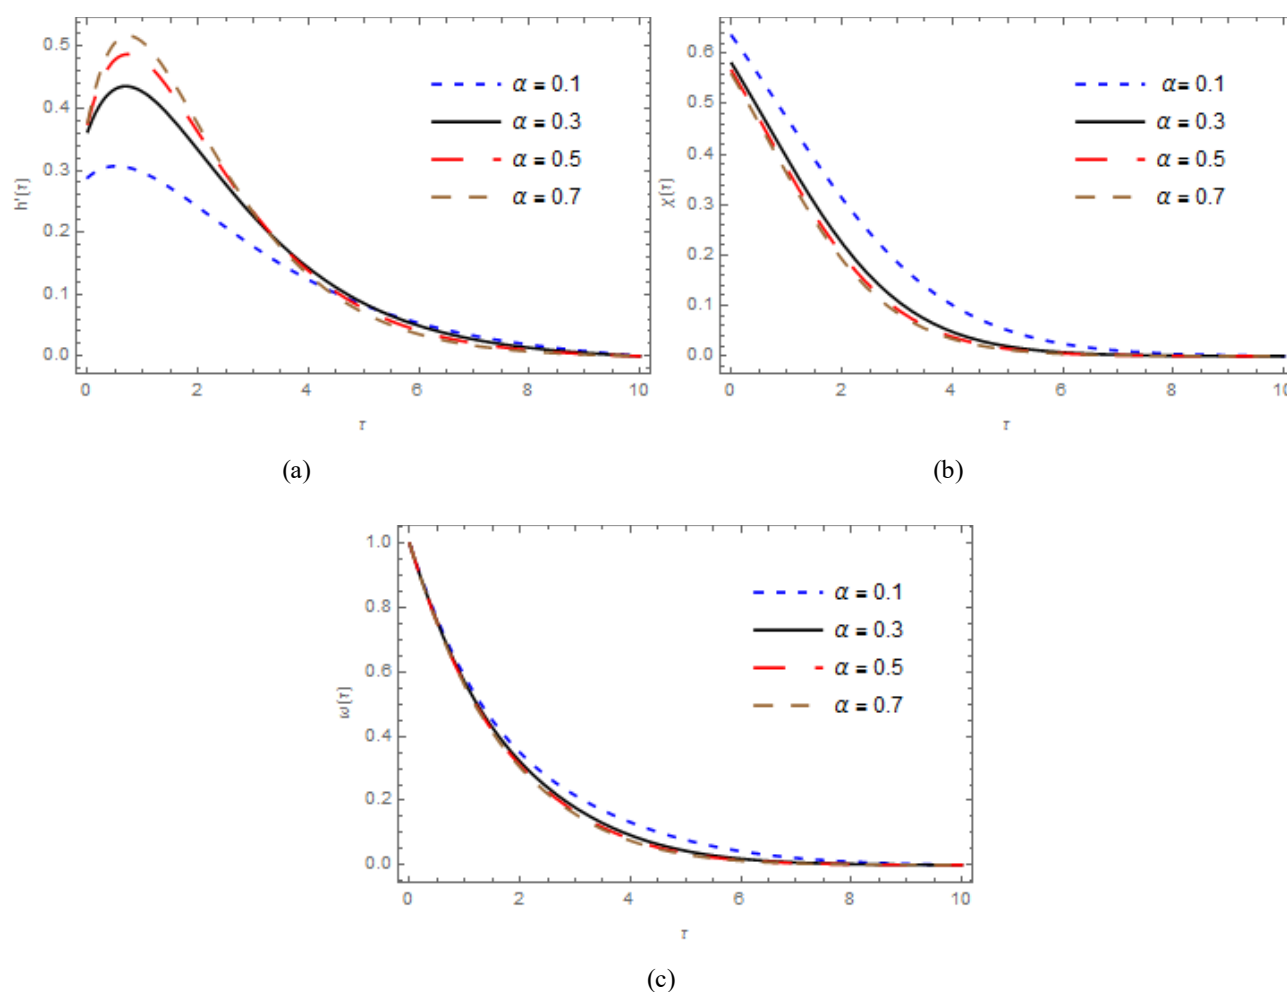 h'(τ)
0.5
0.4
0.3
0.2
0.1
0.0
0 2 4 6 8 10
τ
α = 0.1
α = 0.3
α = 0.5
α = 0.7
(a)
χ(τ)
0.6
0.5
0.4
0.3
0.2
0.1
0.0
0 2 4 6 8 10
τ
α = 0.1
α = 0.3
α = 0.5
α = 0.7
(b)
ω(τ)
1.0
0.8
0.6
0.4
0.2
0.0
0 2 4 6 8 10
τ
α = 0.1
α = 0.3
α = 0.5
α = 0.7
(c)